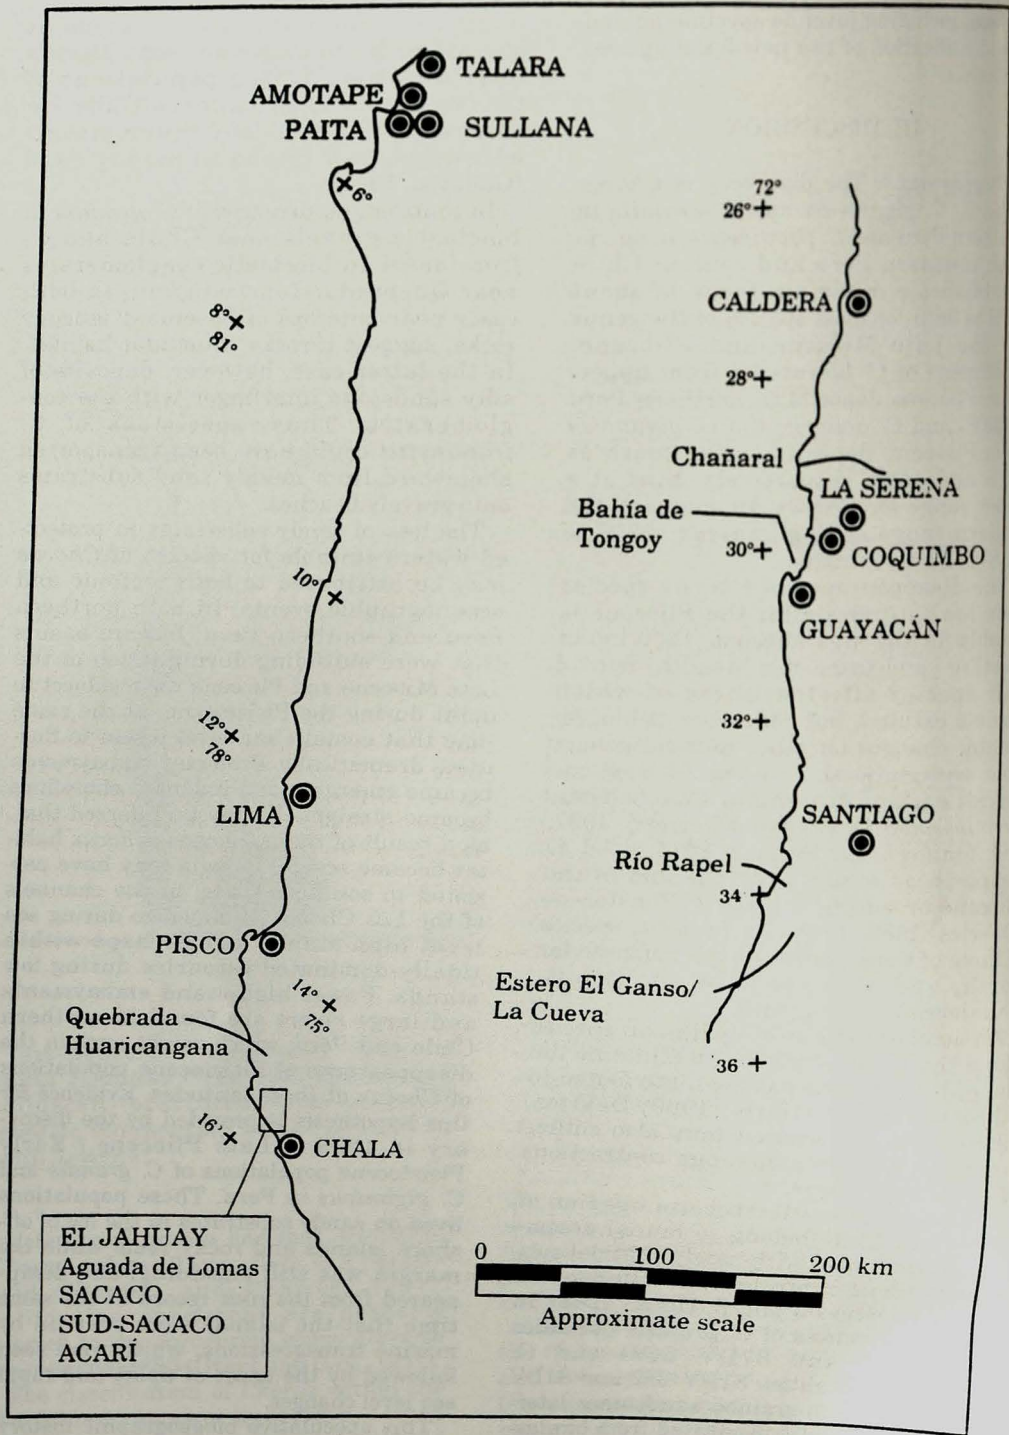 TALARA
AMOTAPE
PAITA
SULLANA
6°
8°
81°
10°
12°
78°
LIMA
PISCO
14°
75°
Quebrada
Huaricangana
16°
CHALA
EL JAHUAY
Aguada de Lomas
SACACO
SUD-SACACO
ACARÍ
72°
26°
CALDERA
28°
Chañaral
LA SERENA
Bahía de
Tongoy
30°
COQUIMBO
GUAYACÁN
32°
SANTIAGO
Río Rapel
34
Estero El Ganso/
La Cueva
36
0 100 200 km
Approximate scale